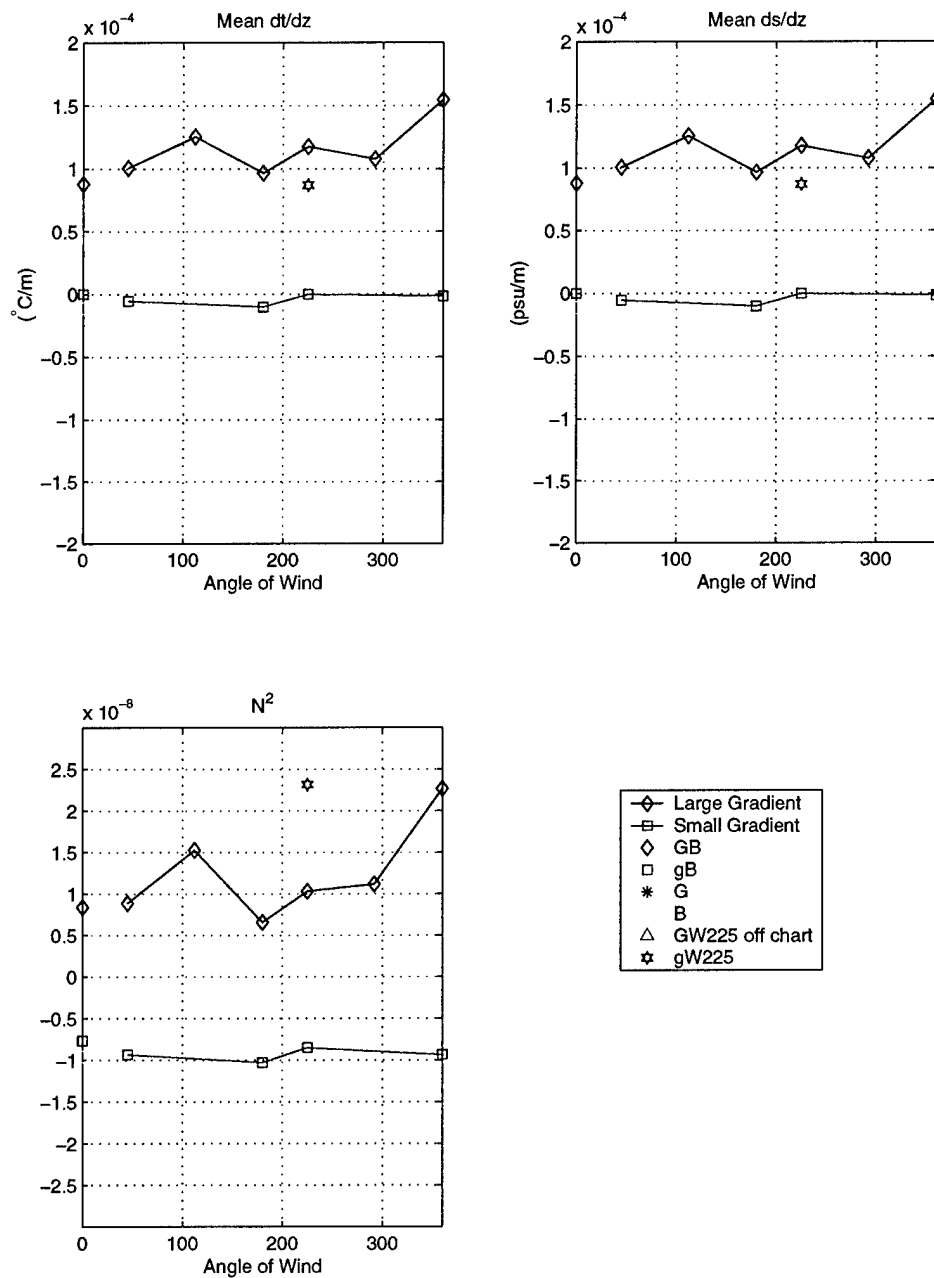 x 10⁻⁴
Mean dt/dz
2
1.5
1
0.5
0
−0.5
−1
−1.5
−2
(°C/m)
0
100
200
300
Angle of Wind
x 10⁻⁴
Mean ds/dz
2
1.5
1
0.5
0
−0.5
−1
−1.5
−2
(psu/m)
0
100
200
300
Angle of Wind
x 10⁻⁸
N²
2.5
2
1.5
1
0.5
0
−0.5
−1
−1.5
−2
−2.5
0
100
200
300
Angle of Wind
Large Gradient
Small Gradient
GB
gB
G
B
GW225 off chart
gW225